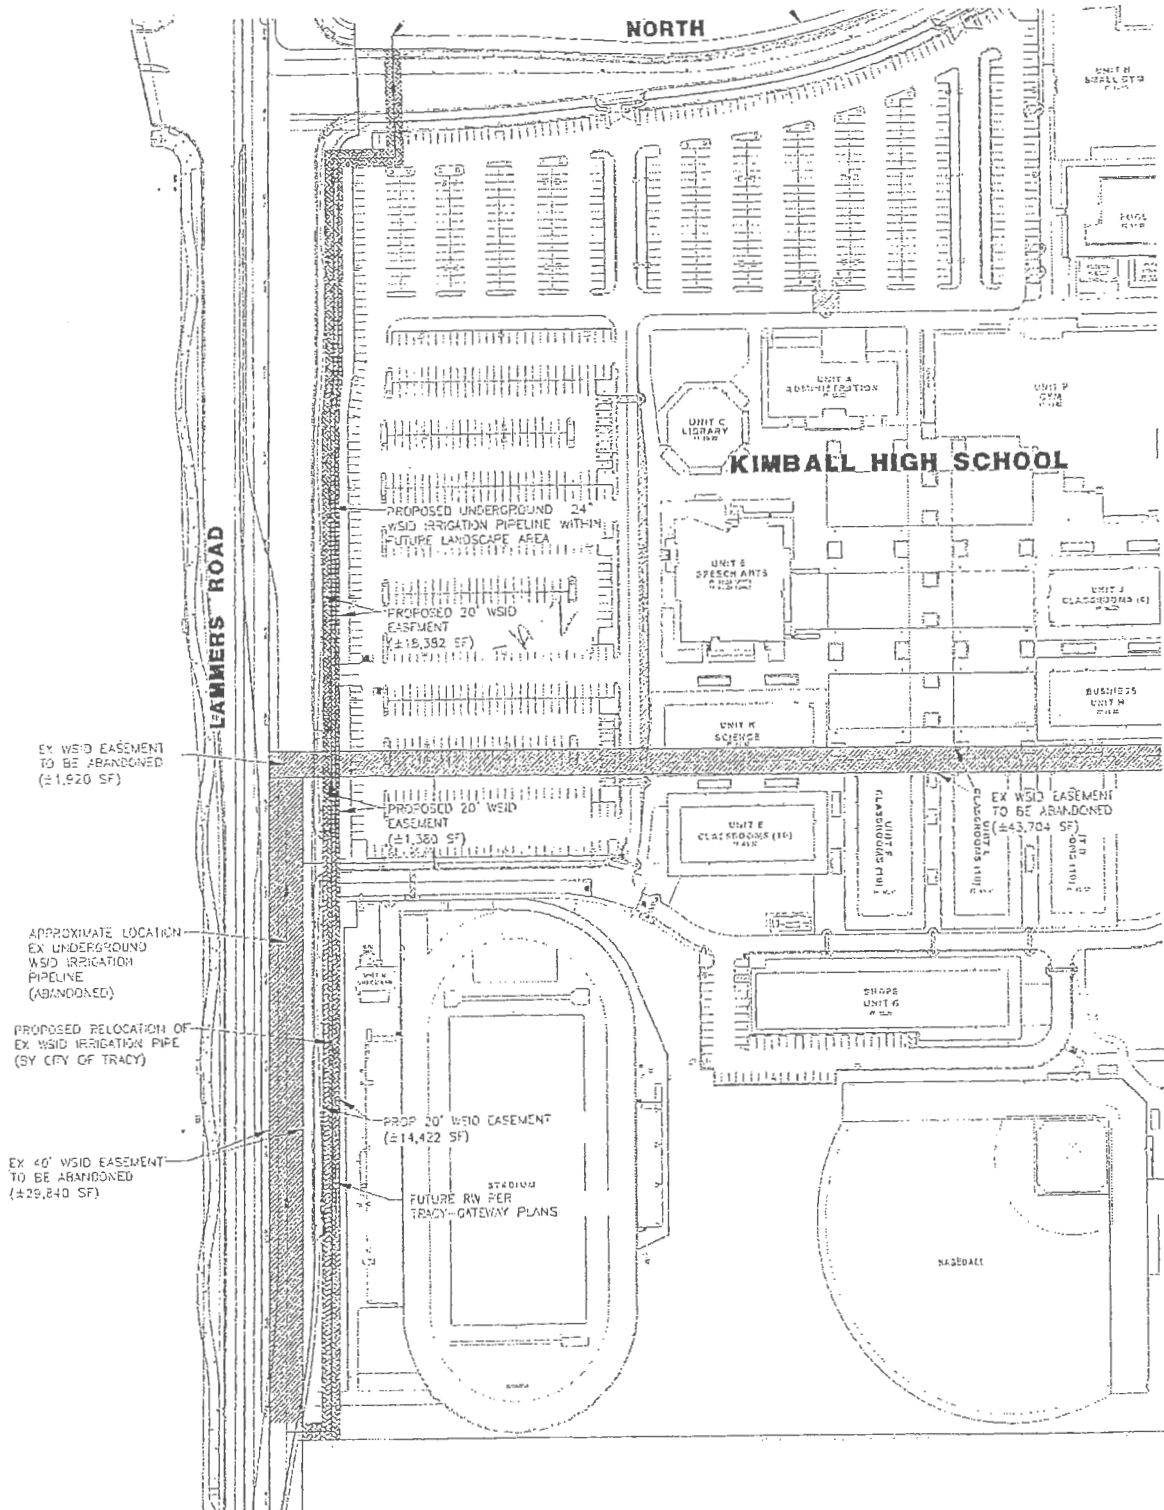 NORTH
UNIT A
ADMINISTRATION
UNIT C
LIBRARY
UNIT P
GYM
KIMBALL HIGH SCHOOL
PROPOSED UNDERGROUND 24"
WSID IRRIGATION PIPELINE WITHIN
FUTURE LANDSCAPE AREA
LAMMERS ROAD
SPEECH ARTS
UNIT J
PROPOSED 20' WSID
EASEMENT
(±18,382 SF)
BUSINESS
UNIT H
SCIENCE
EX WSID EASEMENT
TO BE ABANDONED
(±1,920 SF)
PROPOSED 20' WSID
EASEMENT
(±1,380 SF)
EX WSID EASEMENT
TO BE ABANDONED
(±43,704 SF)
UNIT E
CLASSROOMS (10)
UNIT F
CLASSROOMS (10)
UNIT L
CLASSROOMS (10)
APPROXIMATE LOCATION
EX UNDERGROUND
WSID IRRIGATION
PIPELINE
(ABANDONED)
SHOPS
UNIT G
PROPOSED RELOCATION OF
EX WSID IRRIGATION PIPE
(BY CITY OF TRACY)
PROP 20' WSID EASEMENT
(±14,422 SF)
EX 40' WSID EASEMENT
TO BE ABANDONED
(±29,840 SF)
STADIUM
FUTURE RW PER
TRACY-GATEWAY PLANS
BASEBALL